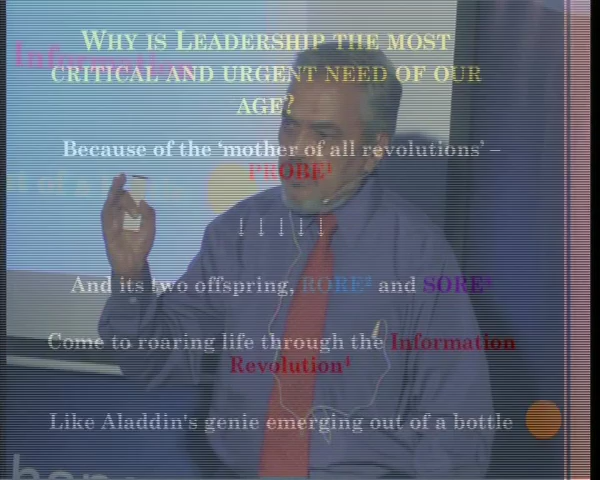 WHY IS LEADERSHIP THE MOST
CRITICAL AND URGENT NEED OF OUR
AGE?
Information
Because of the ‘mother of all revolutions’ –
PROBE¹
↓ ↓ ↓ ↓ ↓
And its two offspring, RORE² and SORE³
Come to roaring life through the Information
Revolution⁴
Like Aladdin's genie emerging out of a bottle